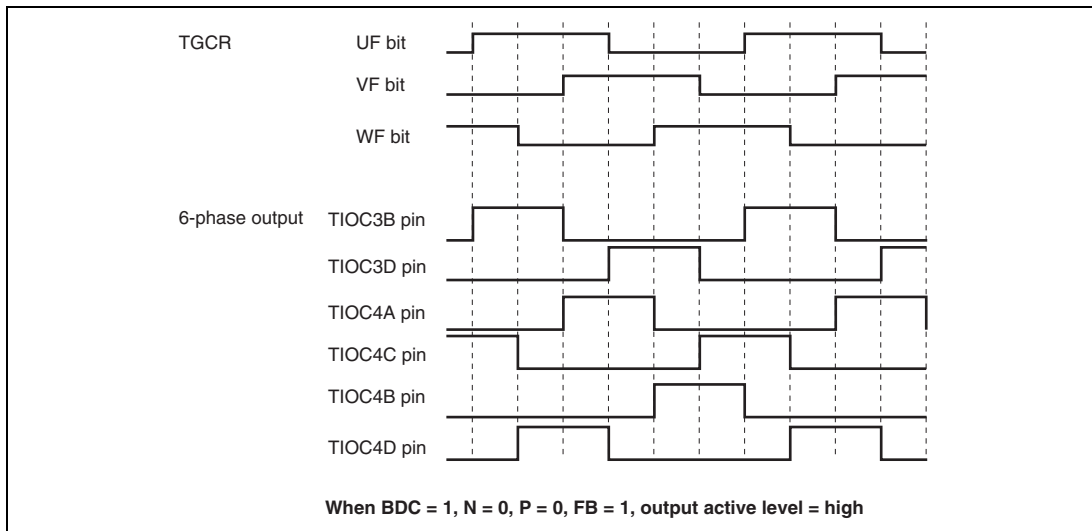 TGCR UF bit
VF bit
WF bit
6-phase output TIOC3B pin
TIOC3D pin
TIOC4A pin
TIOC4C pin
TIOC4B pin
TIOC4D pin
When BDC = 1, N = 0, P = 0, FB = 1, output active level = high